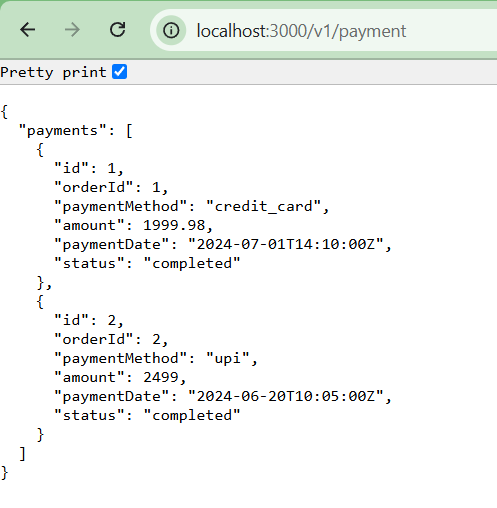 localhost:3000/v1/payment
Pretty print
{
  "payments": [
    {
      "id": 1,
      "orderId": 1,
      "paymentMethod": "credit_card",
      "amount": 1999.98,
      "paymentDate": "2024-07-01T14:10:00Z",
      "status": "completed"
    },
    {
      "id": 2,
      "orderId": 2,
      "paymentMethod": "upi",
      "amount": 2499,
      "paymentDate": "2024-06-20T10:05:00Z",
      "status": "completed"
    }
  ]
}